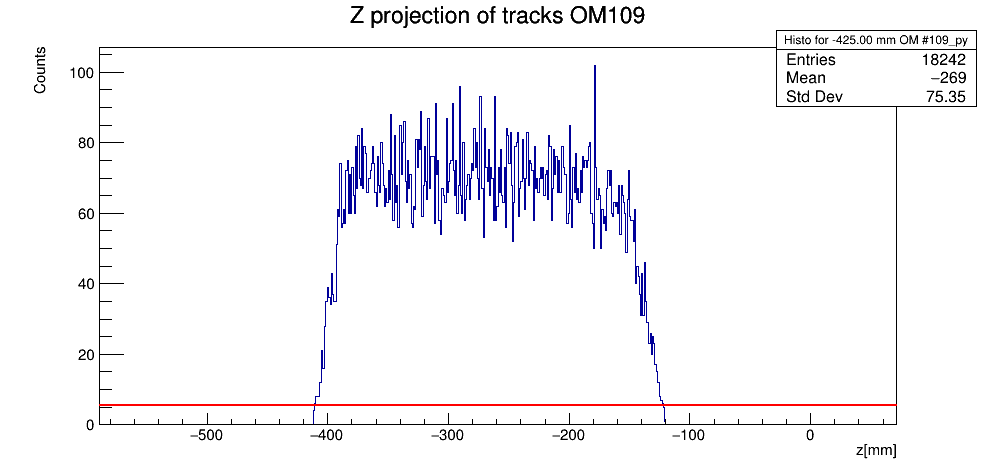 Z projection of tracks OM109
Histo for -425.00 mm OM #109_py
Entries 18242
Mean −269
Std Dev 75.35
Counts
100
80
60
40
20
0
−500 −400 −300 −200 −100 0
z[mm]